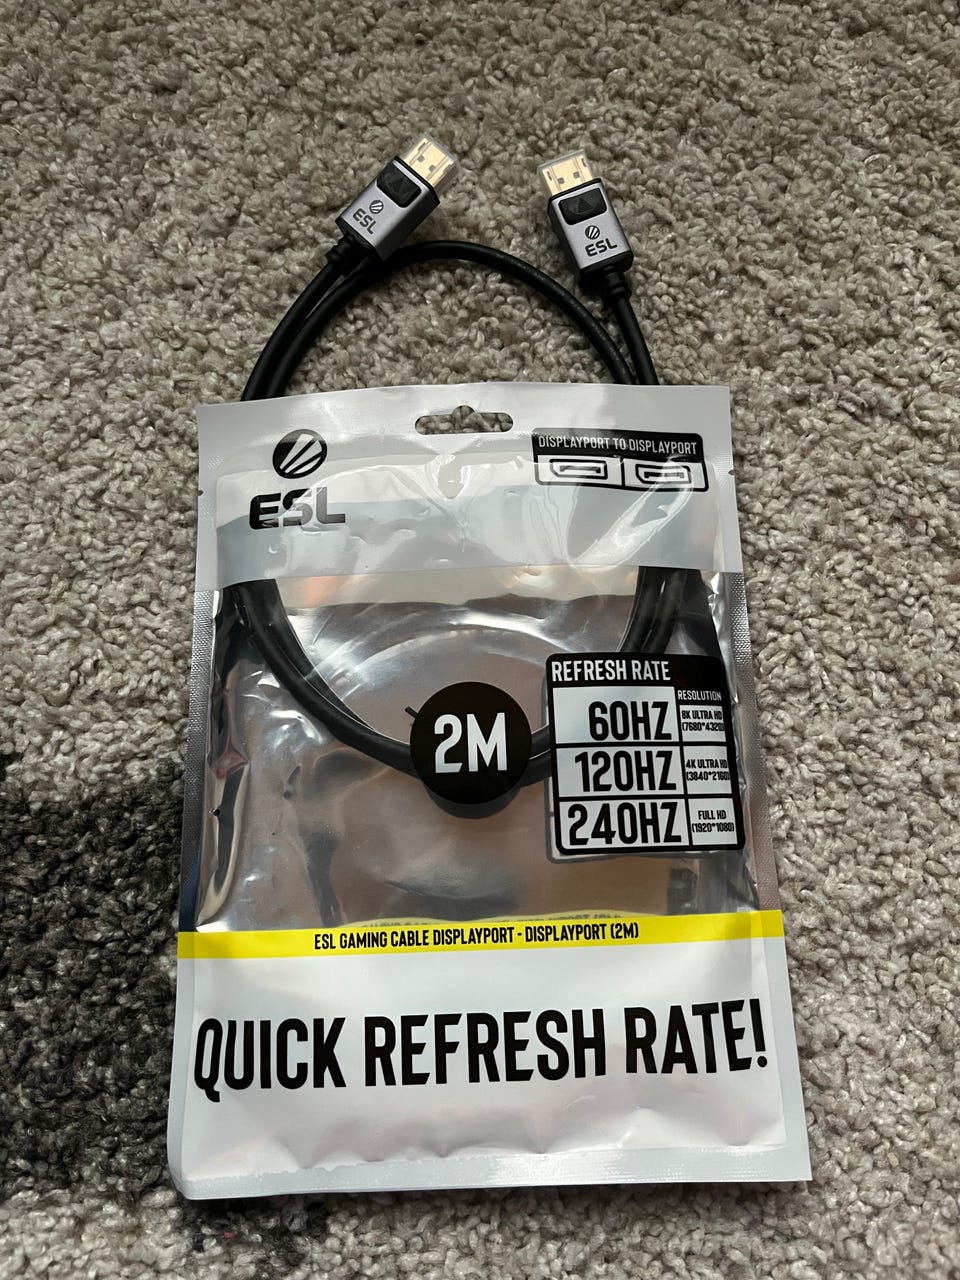 ESL
ESL
ESL
DISPLAYPORT TO DISPLAYPORT
2M
REFRESH RATE
RESOLUTION
60HZ
8K ULTRA HD
(7680*4320)
120HZ
4K ULTRA HD
(3840*2160)
240HZ
FULL HD
(1920*1080)
ESL GAMING CABLE DISPLAYPORT - DISPLAYPORT (2M)
QUICK REFRESH RATE!